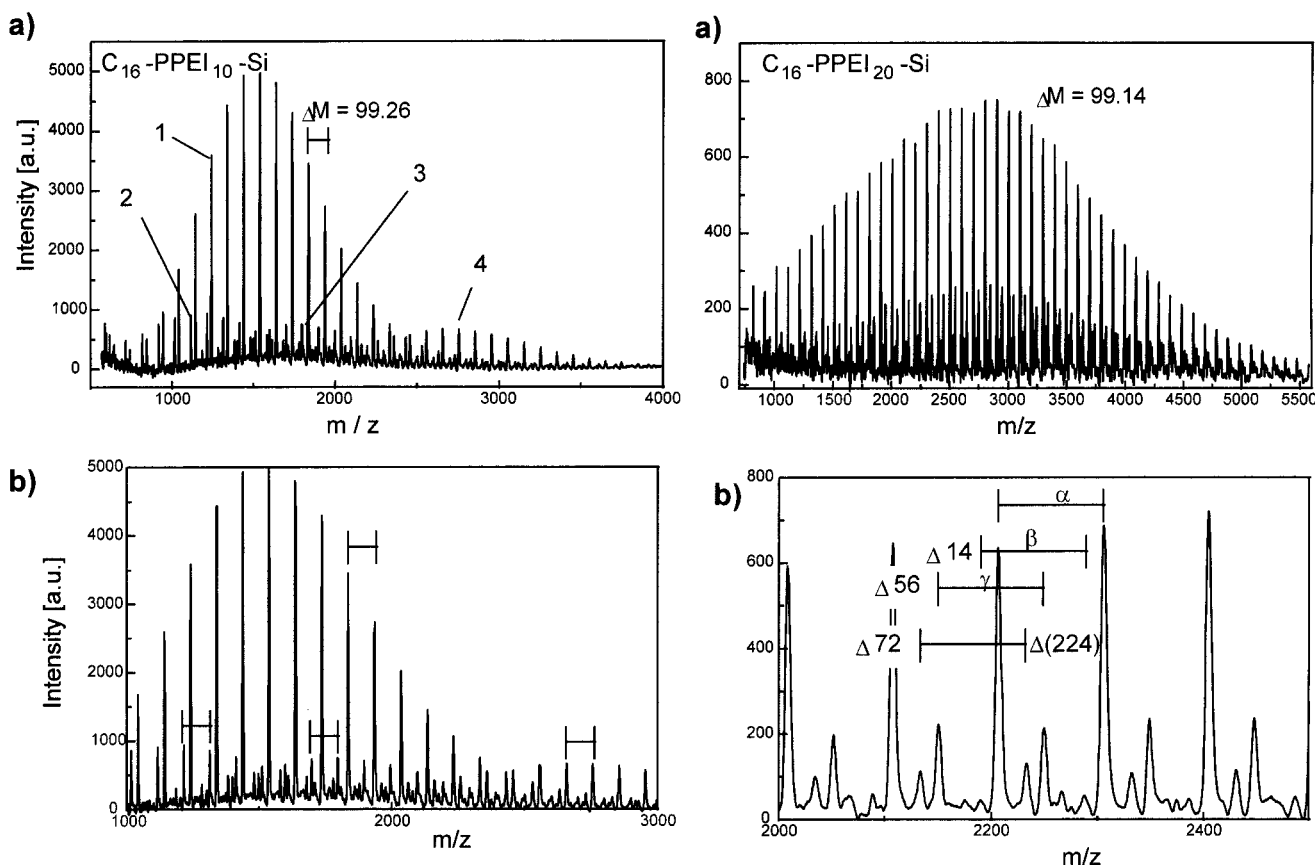 a)
C16-PPEI10-Si
ΔM = 99.26
1
2
3
4
5000
4000
3000
2000
1000
0
Intensity [a.u.]
1000 2000 3000 4000
m / z
a)
C16-PPEI20-Si
ΔM = 99.14
800
600
400
200
0
1000 1500 2000 2500 3000 3500 4000 4500 5000 5500
m/z
b)
5000
4000
3000
2000
1000
0
Intensity [a.u.]
1000 2000 3000
m/z
b)
800
600
400
200
0
α
Δ 14 β
Δ 56 γ
=
Δ 72 Δ(224)
2000 2200 2400
m/z